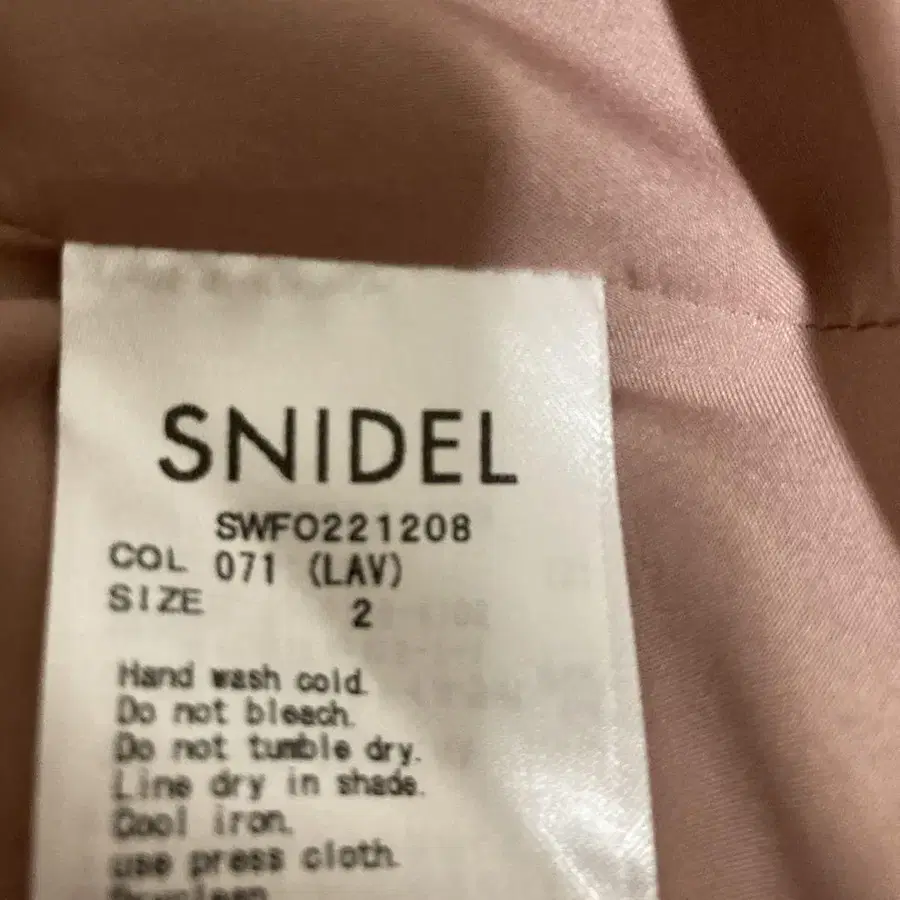 SNIDEL
SWFO221208
COL 071 (LAV)
SIZE 2
Hand wash cold.
Do not bleach.
Do not tumble dry.
Line dry in shade.
Cool iron.
use press cloth.